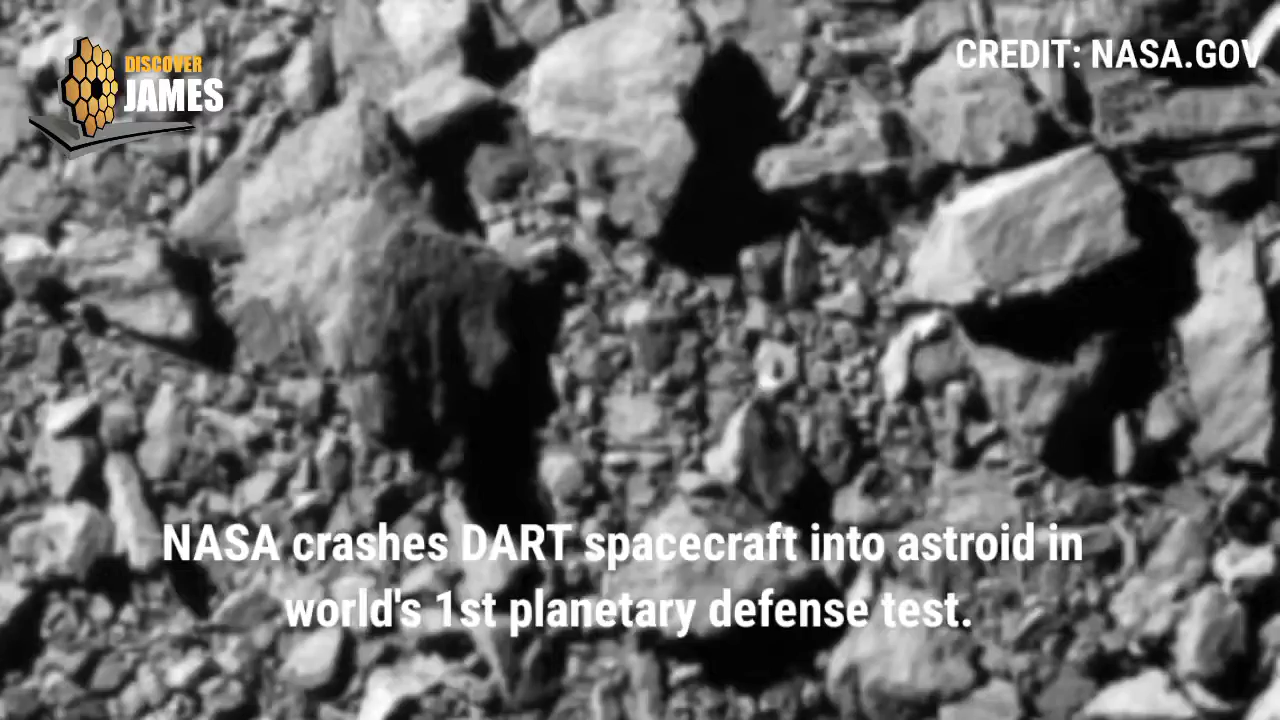 DISCOVER
JAMES
CREDIT: NASA.GOV
NASA crashes DART spacecraft into astroid in
world's 1st planetary defense test.